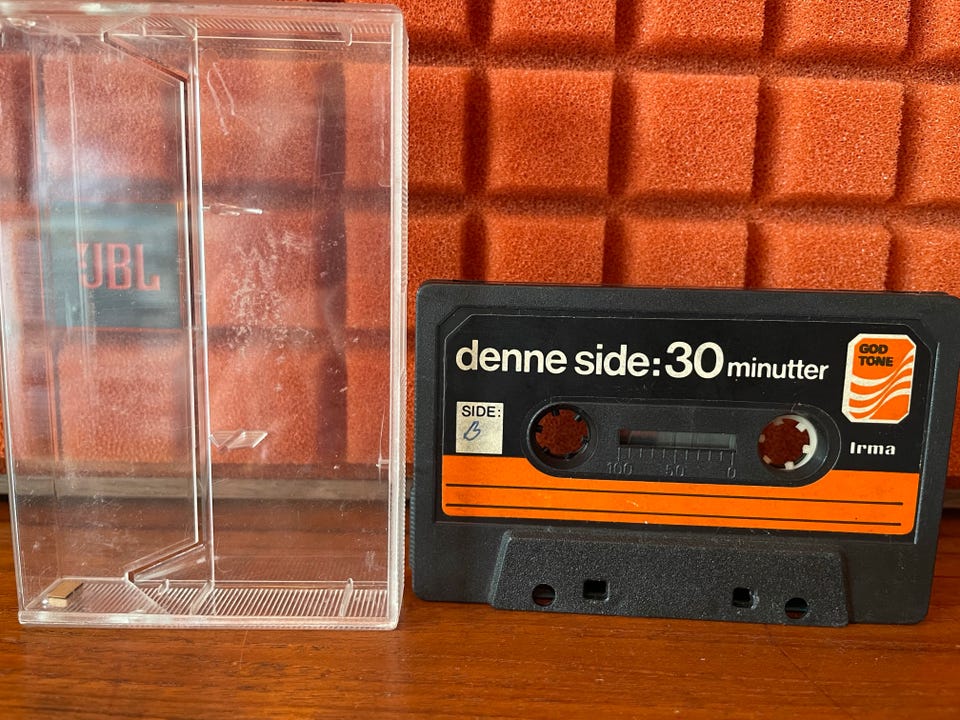 JBL
denne side: 30 minutter
GOD
TONE
SIDE:
B
Irma
100 50 0